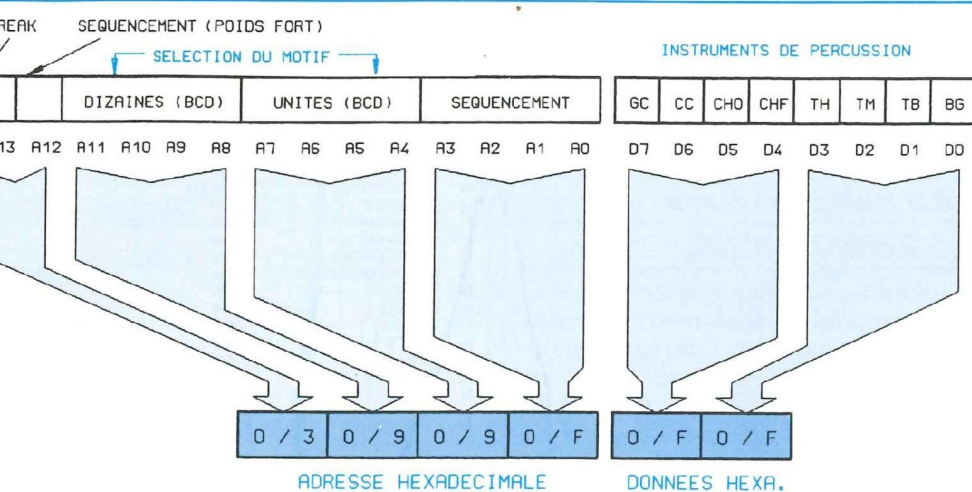 SEQUENCEMENT (POIDS FORT)
SELECTION DU MOTIF
INSTRUMENTS DE PERCUSSION
DIZAINES (BCD) UNITES (BCD) SEQUENCEMENT GC CC CHO CHF TH TM TB BG
A12 A11 A10 A9 A8 A7 A6 A5 A4 A3 A2 A1 A0 D7 D6 D5 D4 D3 D2 D1 D0
0 / 3 0 / 9 0 / 9 0 / F 0 / F 0 / F
ADRESSE HEXADECIMALE DONNEES HEXA.